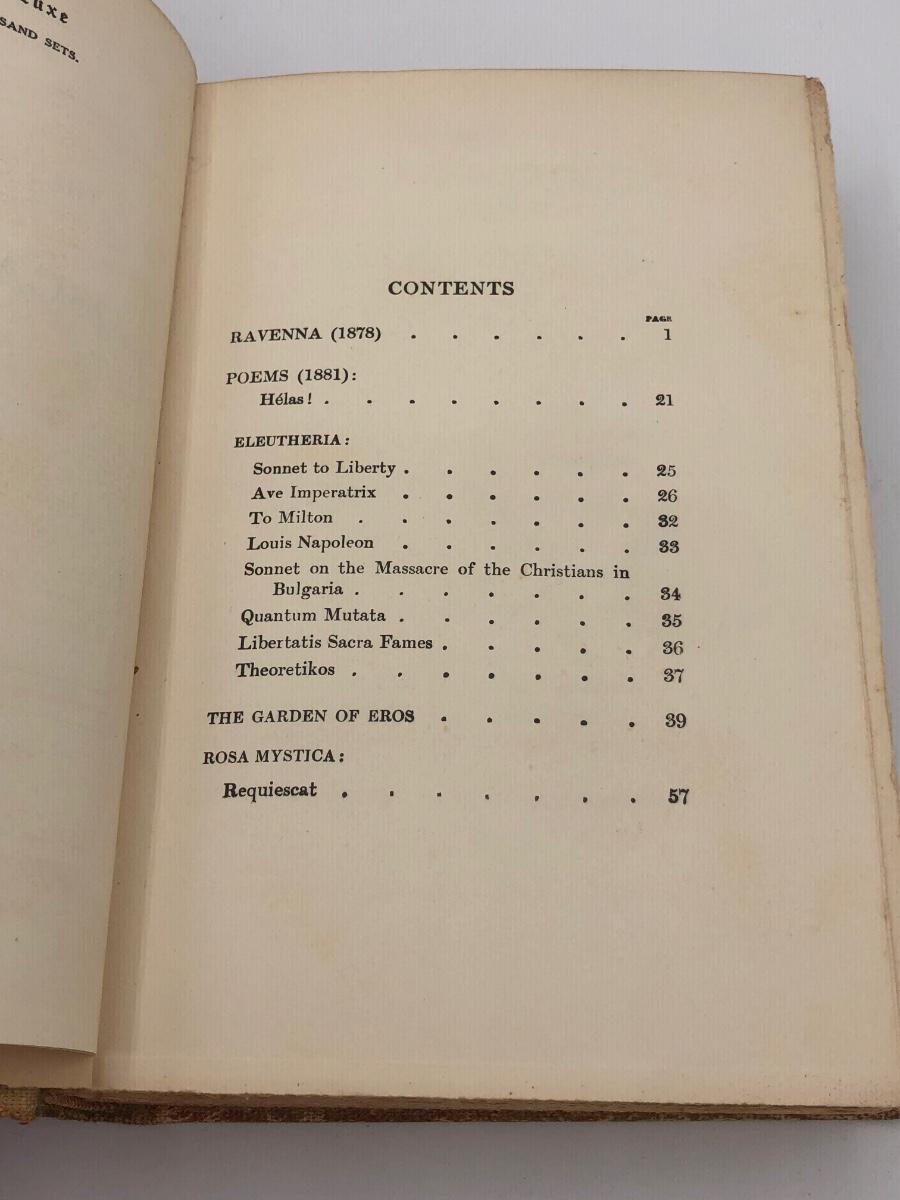 uxe
SAND SETS.
CONTENTS
PAGE
RAVENNA (1878) . . . . . . 1
POEMS (1881):
Hélas! . . . . . . . . 21
ELEUTHERIA:
Sonnet to Liberty . . . . . . 25
Ave Imperatrix . . . . . . 26
To Milton . . . . . . . 32
Louis Napoleon . . . . . . 33
Sonnet on the Massacre of the Christians in
Bulgaria . . . . . . . 34
Quantum Mutata . . . . . . 35
Libertatis Sacra Fames . . . . . 36
Theoretikos . . . . . . . 37
THE GARDEN OF EROS . . . . . 39
ROSA MYSTICA:
Requiescat . . . . . . . 57